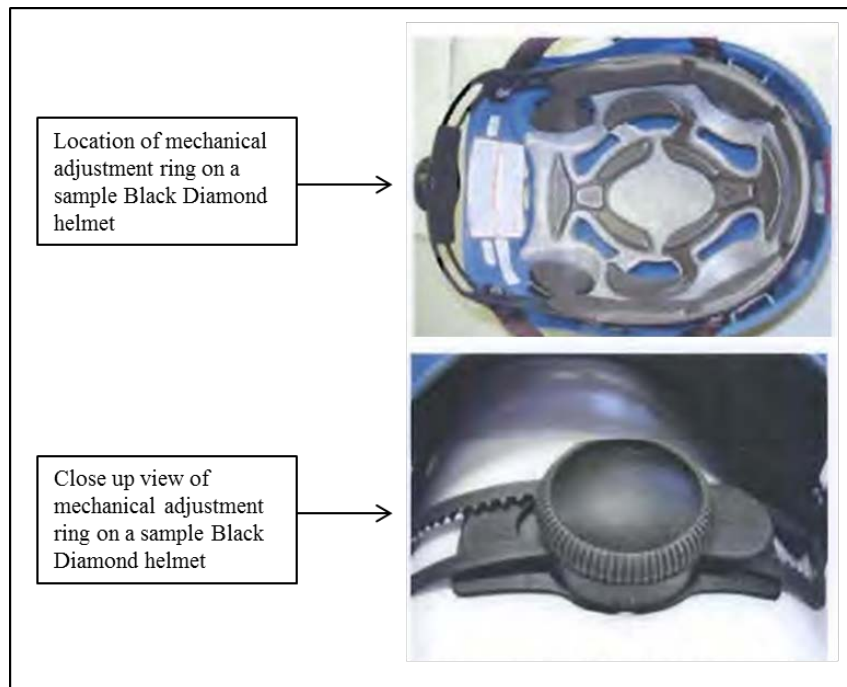 Location of mechanical
adjustment ring on a
sample Black Diamond
helmet
Close up view of
mechanical adjustment
ring on a sample Black
Diamond helmet